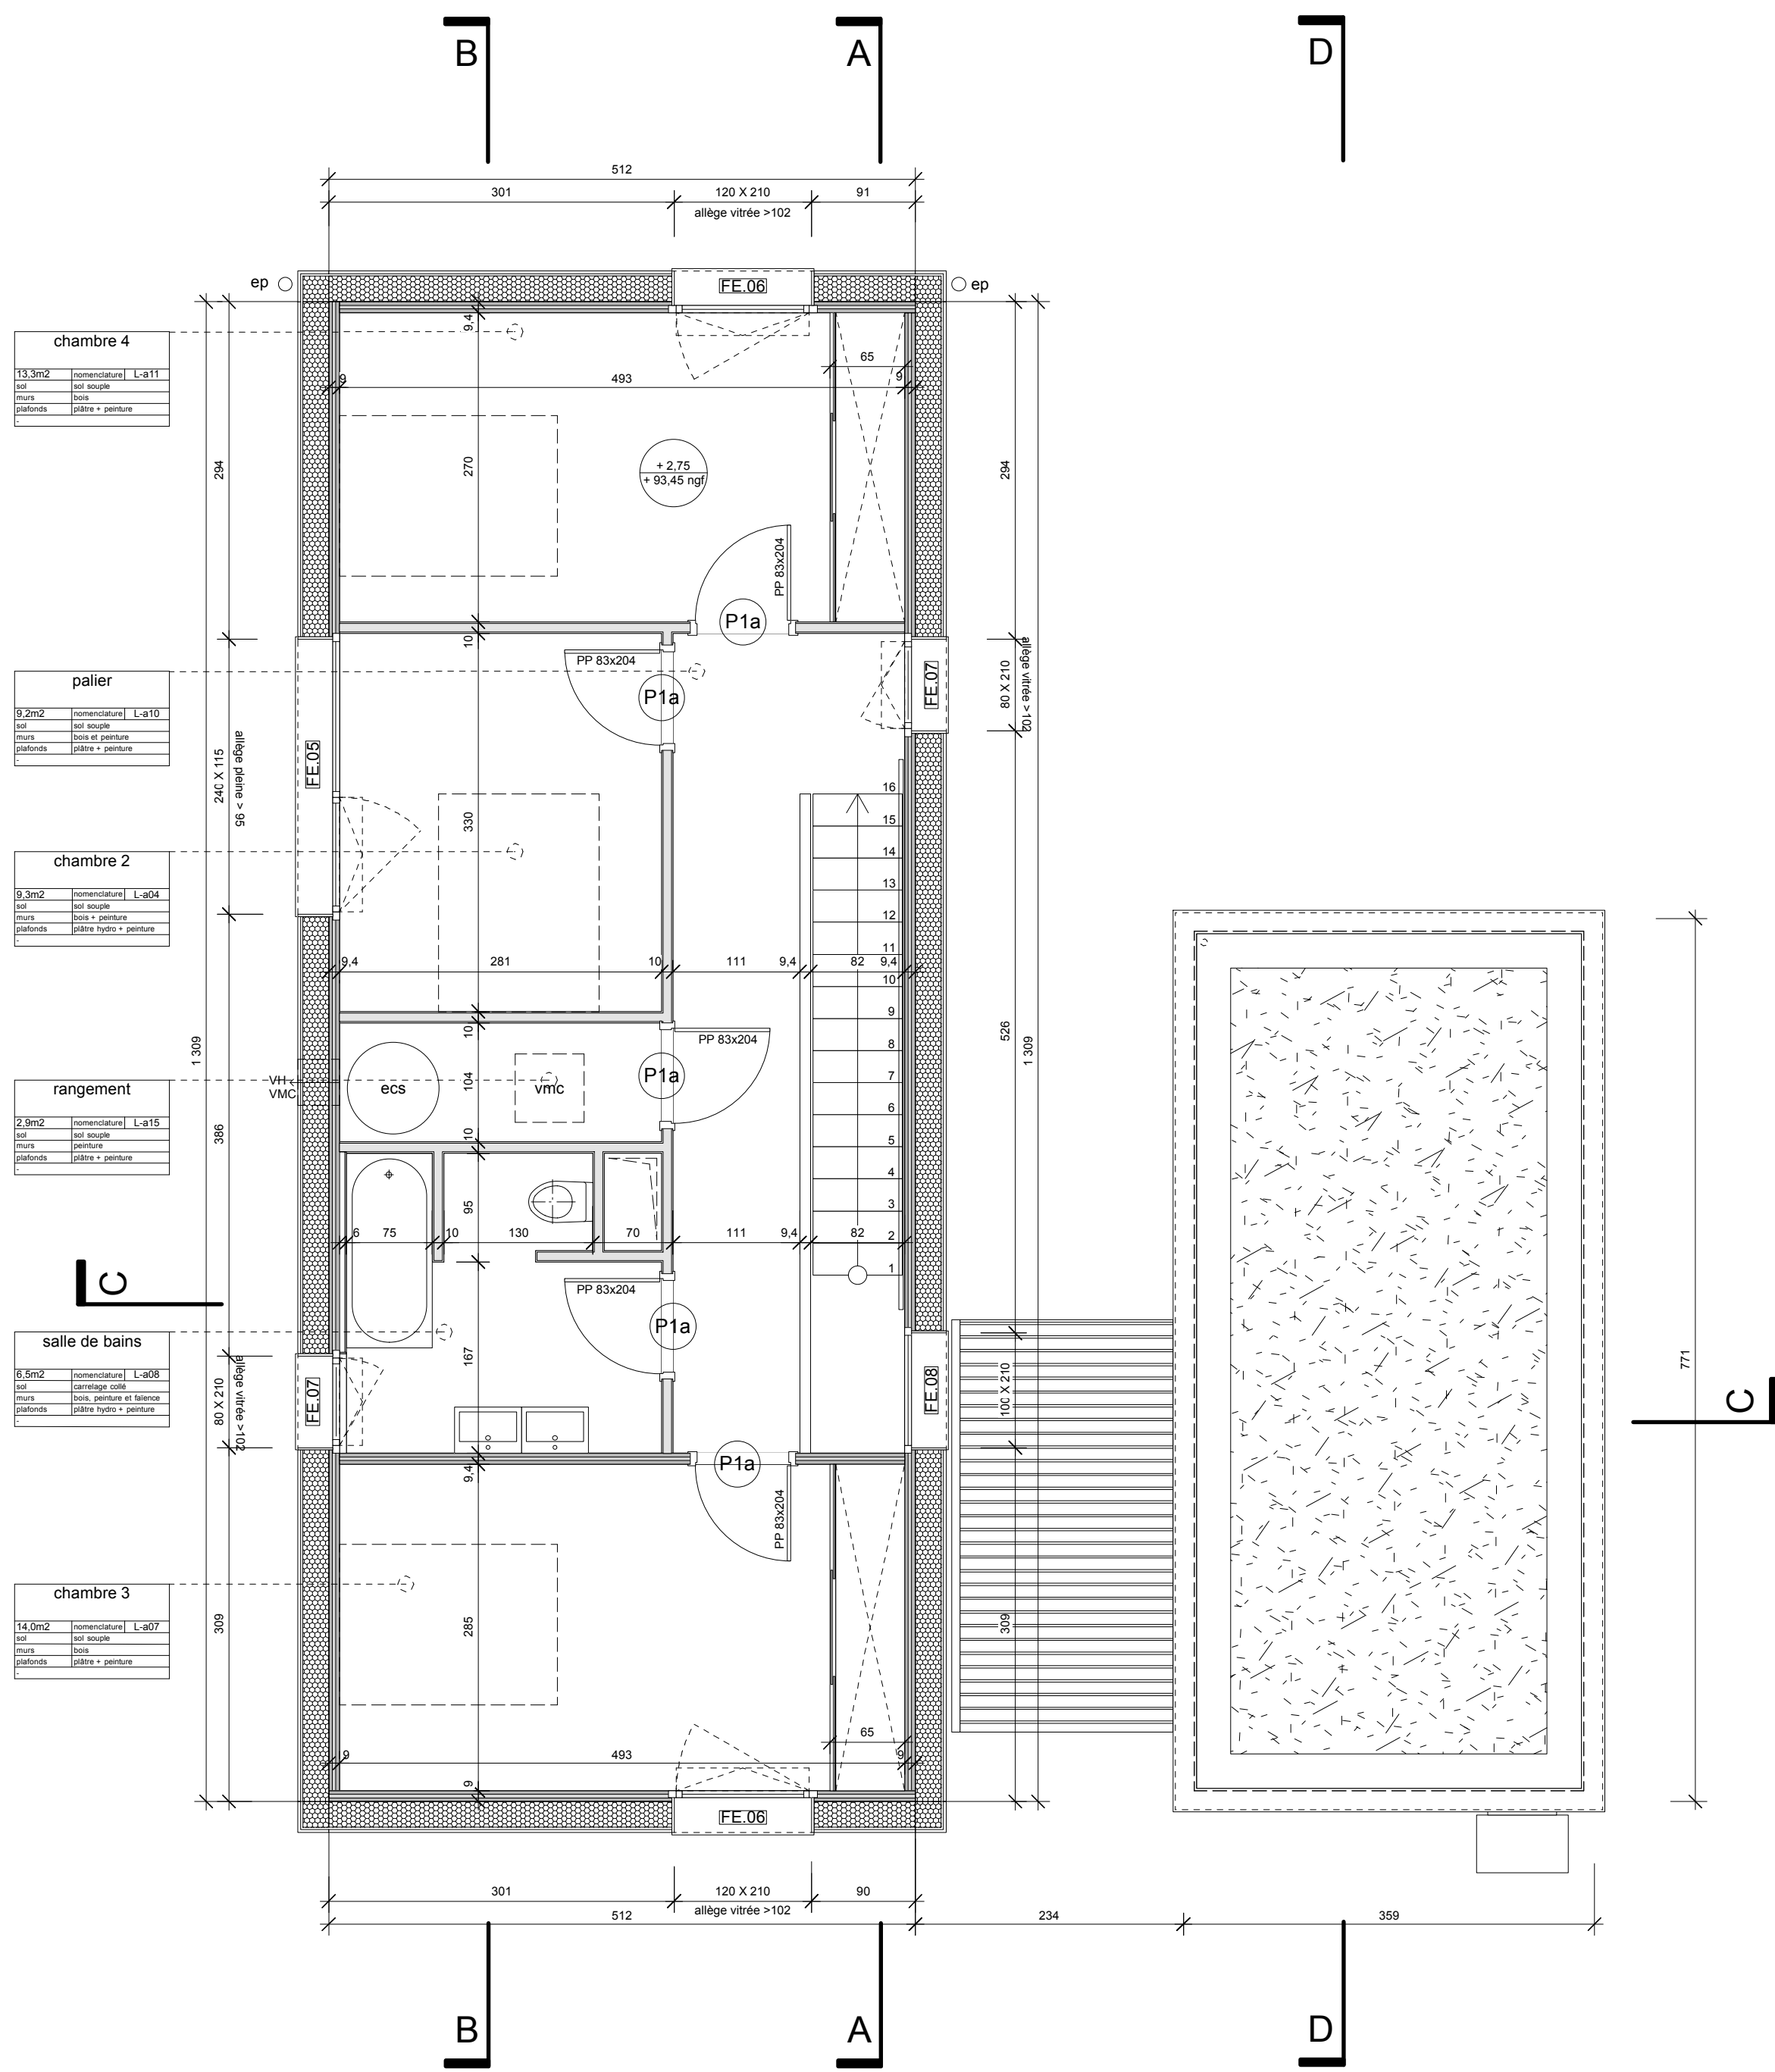 B
A
D
512
301
120 X 210
91
allège vitrée >102
ep
FE.06
ep
chambre 4
13,3m2 nomenclature L-a11
sol sol souple
murs bois
plafonds plâtre + peinture
-
9,4
65
9
493
9
294
270
+ 2,75
+ 93,45 ngf
294
PP 83x204
P1a
10
palier
9,2m2 nomenclature L-a10
sol sol souple
murs bois et peinture
plafonds plâtre + peinture
-
PP 83x204
P1a
FE.07
80 X 210
allège vitrée >102
240 X 115
allège pleine > 95
FE.05
330
16
15
14
13
12
11
10
9
8
7
6
5
4
3
2
1
chambre 2
9,3m2 nomenclature L-a04
sol sol souple
murs bois + peinture
plafonds plâtre hydro + peinture
-
9,4
281
10
111
9,4
82
9,4
1 309
10
PP 83x204
526
1 309
rangement
2,9m2 nomenclature L-a15
sol sol souple
murs peinture
plafonds plâtre + peinture
-
VH
VMC
ecs
104
vmc
P1a
386
10
95
6
75
10
130
70
111
9,4
82
C
PP 83x204
P1a
salle de bains
6,5m2 nomenclature L-a08
sol carrelage collé
murs bois, peinture et faïence
plafonds plâtre hydro + peinture
-
80 X 210
allège vitrée >102
FE.07
167
FE.08
100 X 210
771
C
P1a
9,4
PP 83x204
chambre 3
14,0m2 nomenclature L-a07
sol sol souple
murs bois
plafonds plâtre + peinture
-
309
285
309
65
9
493
9
9
FE.06
301
120 X 210
90
allège vitrée >102
512
234
359
B
A
D